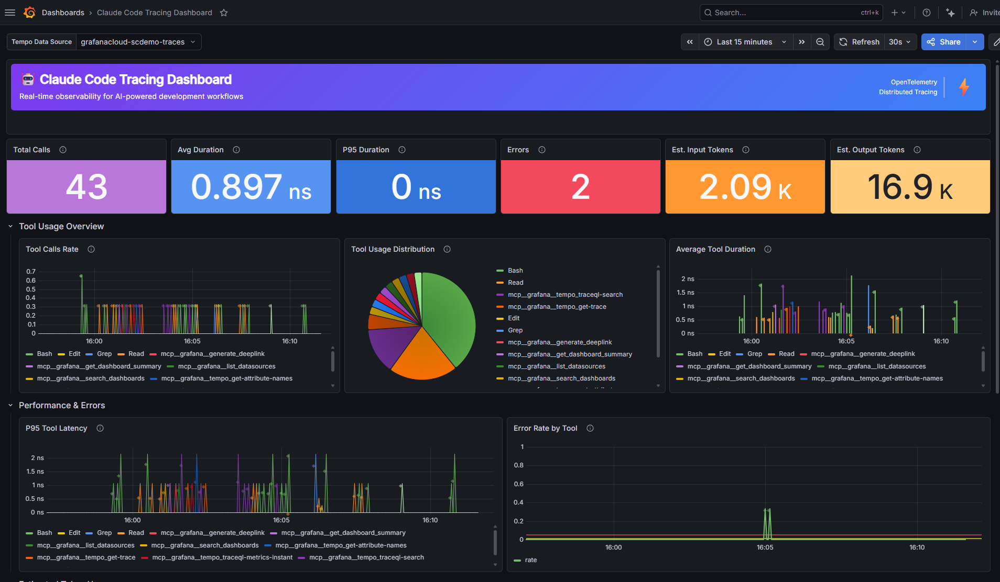 Dashboards › Claude Code Tracing Dashboard
Search... ctrl+k
Invite
Tempo Data Source grafanacloud-scdemo-traces
Last 15 minutes
Refresh 30s
Share
Claude Code Tracing Dashboard
Real-time observability for AI-powered development workflows
OpenTelemetry
Distributed Tracing
Total Calls
43
Avg Duration
0.897 ns
P95 Duration
0 ns
Errors
2
Est. Input Tokens
2.09 K
Est. Output Tokens
16.9 K
Tool Usage Overview
Tool Calls Rate
0.7
0.6
0.5
0.4
0.3
0.2
0.1
0
16:00 16:05 16:10
Bash Edit Grep Read mcp__grafana__generate_deeplink
mcp__grafana__get_dashboard_summary mcp__grafana__list_datasources
mcp__grafana__search_dashboards mcp__grafana__tempo_get-attribute-names
Tool Usage Distribution
Bash
Read
mcp__grafana__tempo_traceql-search
mcp__grafana__tempo_get-trace
Edit
Grep
mcp__grafana__generate_deeplink
mcp__grafana__get_dashboard_summary
mcp__grafana__list_datasources
mcp__grafana__search_dashboards
Average Tool Duration
2 ns
1.5 ns
1 ns
0.5 ns
0 ns
16:00 16:05 16:10
Bash Edit Grep Read mcp__grafana__generate_deeplink
mcp__grafana__get_dashboard_summary mcp__grafana__list_datasources
mcp__grafana__search_dashboards mcp__grafana__tempo_get-attribute-names
Performance & Errors
P95 Tool Latency
2 ns
1.5 ns
1 ns
0.5 ns
0 ns
16:00 16:05 16:10
Bash Edit Grep Read mcp__grafana__generate_deeplink mcp__grafana__get_dashboard_summary
mcp__grafana__list_datasources mcp__grafana__search_dashboards mcp__grafana__tempo_get-attribute-names
mcp__grafana__tempo_get-trace mcp__grafana__tempo_traceql-metrics-instant mcp__grafana__tempo_traceql-search
Error Rate by Tool
1
0.8
0.6
0.4
0.2
0
16:00 16:05 16:10
rate